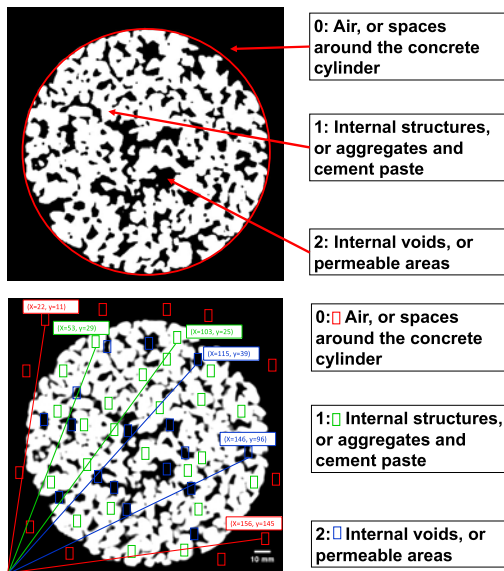 0: Air, or spaces
around the concrete
cylinder
1: Internal structures,
or aggregates and
cement paste
2: Internal voids, or
permeable areas
(X=22, y=11)
(X=53, y=29)
(X=103, y=25)
(X=115, y=39)
(X=146, y=96)
(X=156, y=145
10 mm
0: Air, or spaces
around the concrete
cylinder
1: Internal structures,
or aggregates and
cement paste
2: Internal voids, or
permeable areas